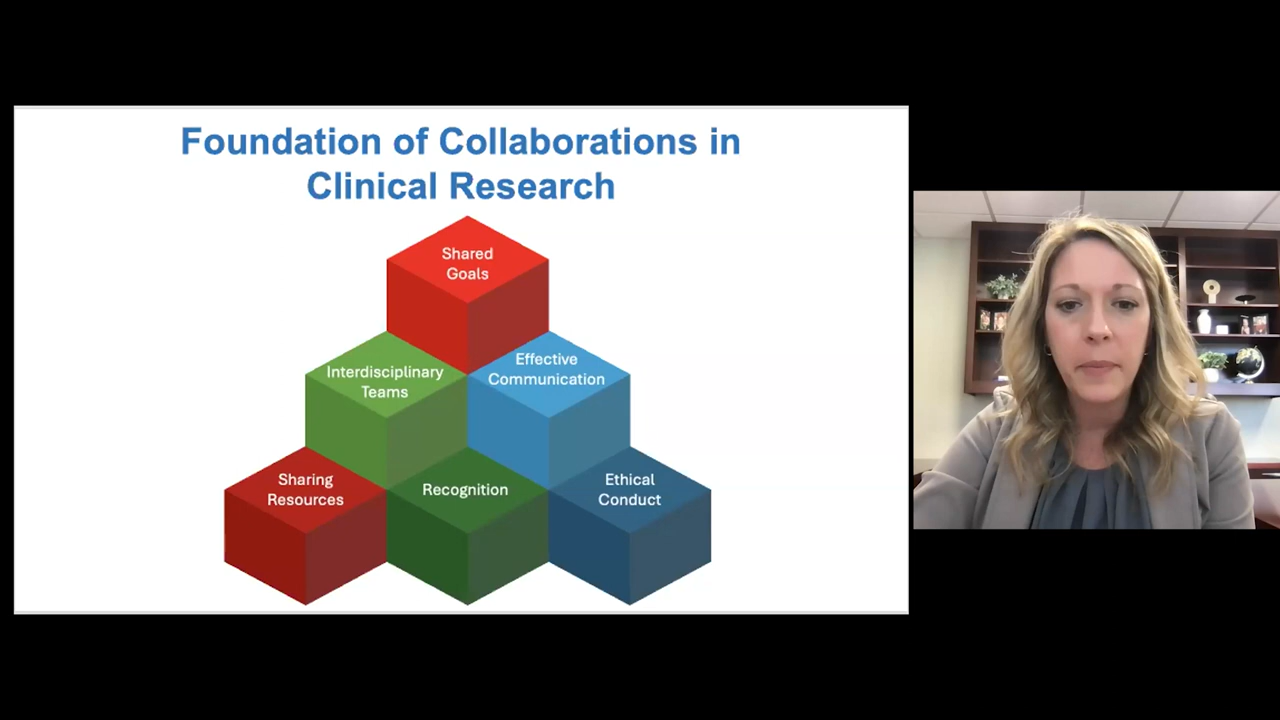 Foundation of Collaborations in
Clinical Research
Shared
Goals
Interdisciplinary
Teams
Effective
Communication
Sharing
Resources
Recognition
Ethical
Conduct